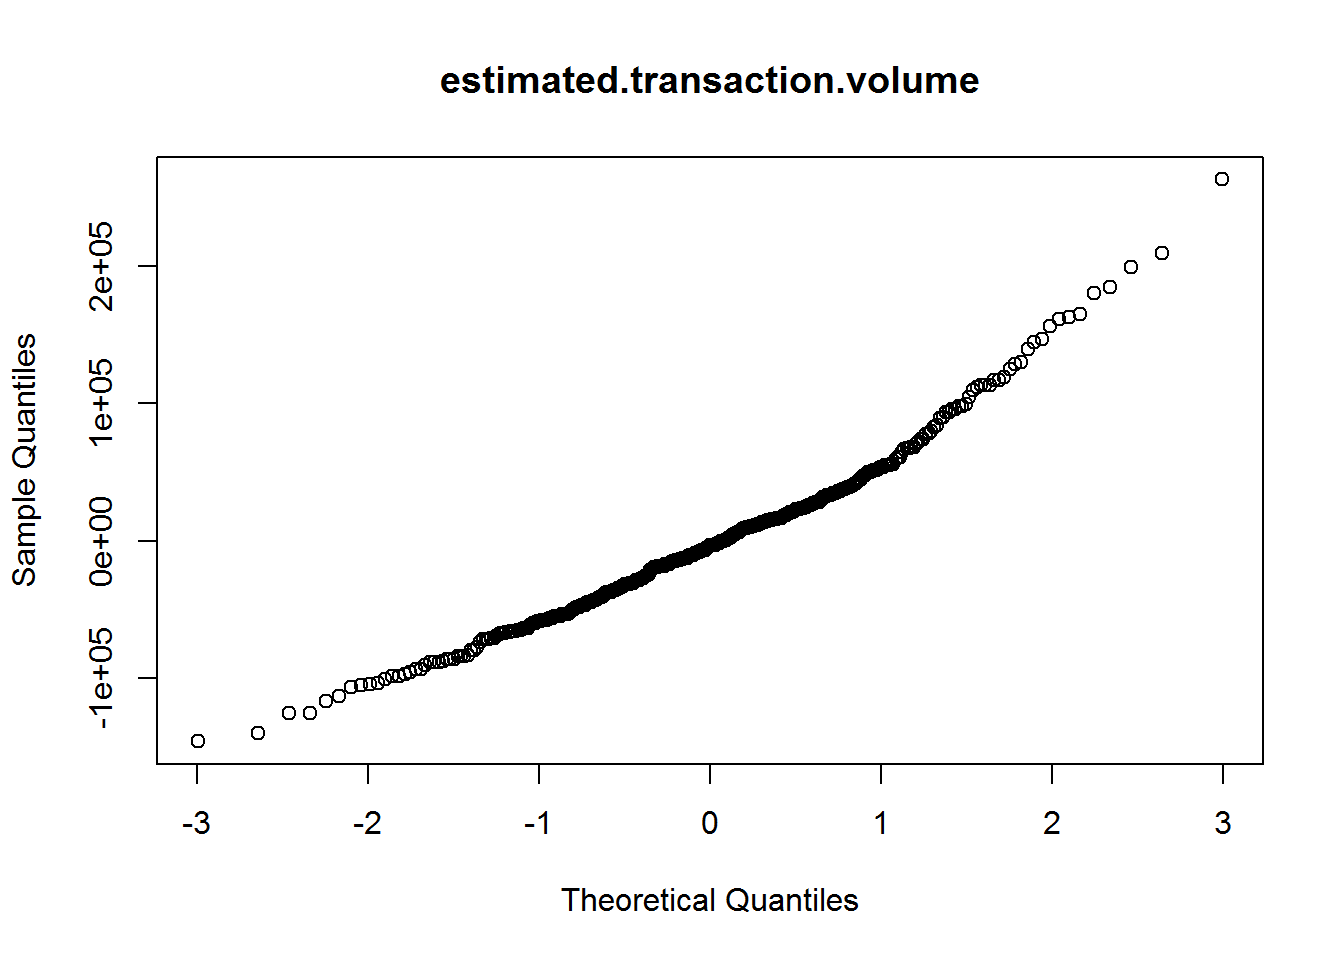 estimated.transaction.volume
Sample Quantiles
2e+05
1e+05
0e+00
-1e+05
-3 -2 -1 0 1 2 3
Theoretical Quantiles